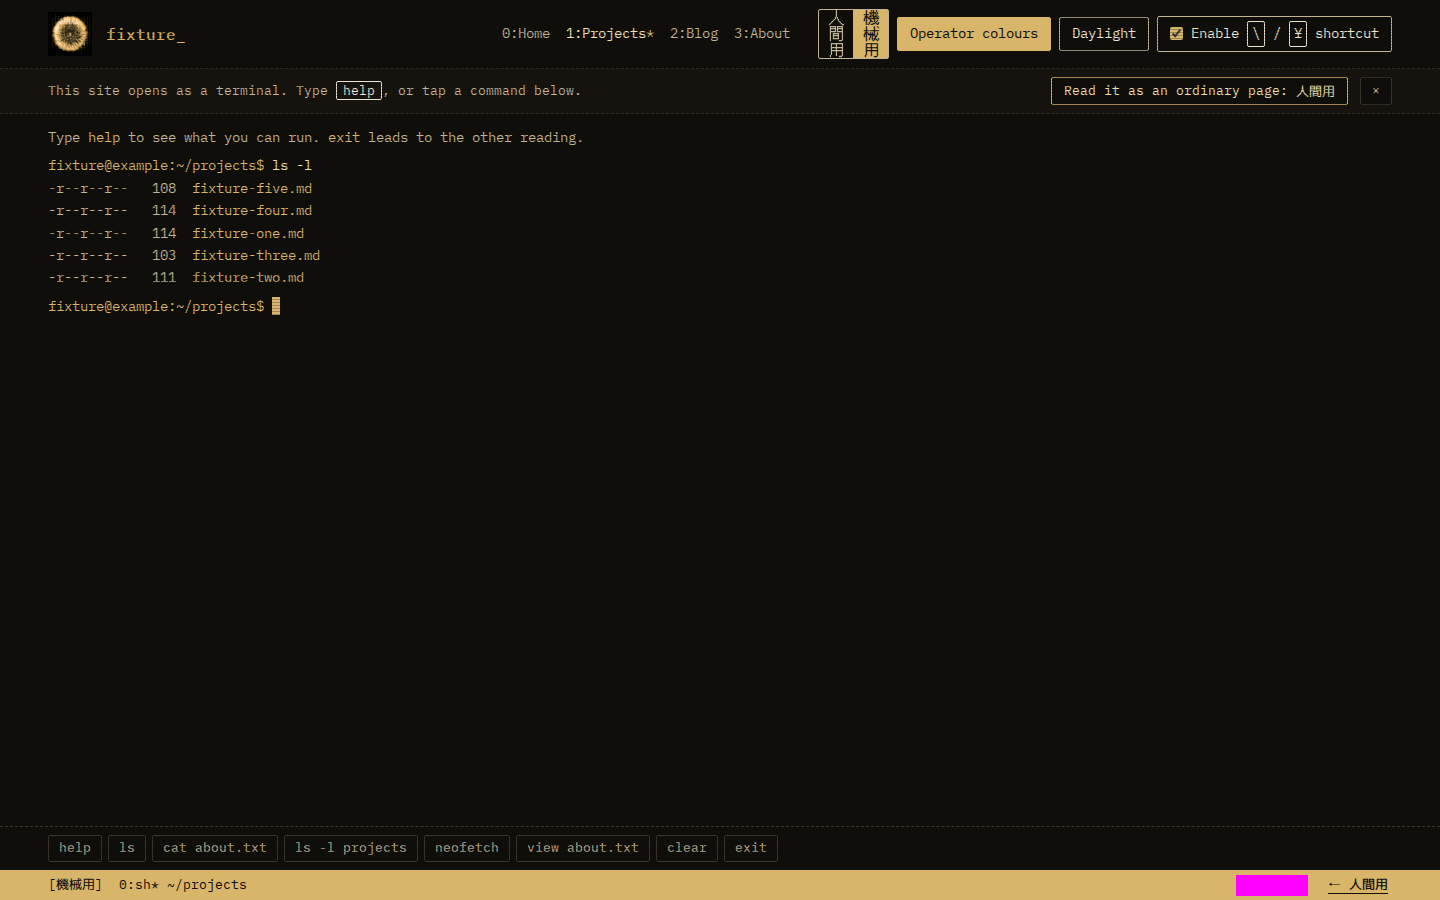 fixture_
0:Home 1:Projects* 2:Blog 3:About
人間用
機械用
Operator colours
Daylight
Enable \ / ¥ shortcut
This site opens as a terminal. Type help, or tap a command below.
Read it as an ordinary page: 人間用
×
Type help to see what you can run. exit leads to the other reading.
fixture@example:~/projects$ ls -l
-r--r--r-- 108 fixture-five.md
-r--r--r-- 114 fixture-four.md
-r--r--r-- 114 fixture-one.md
-r--r--r-- 103 fixture-three.md
-r--r--r-- 111 fixture-two.md
fixture@example:~/projects$
help
ls
cat about.txt
ls -l projects
neofetch
view about.txt
clear
exit
[機械用] 0:sh* ~/projects
← 人間用